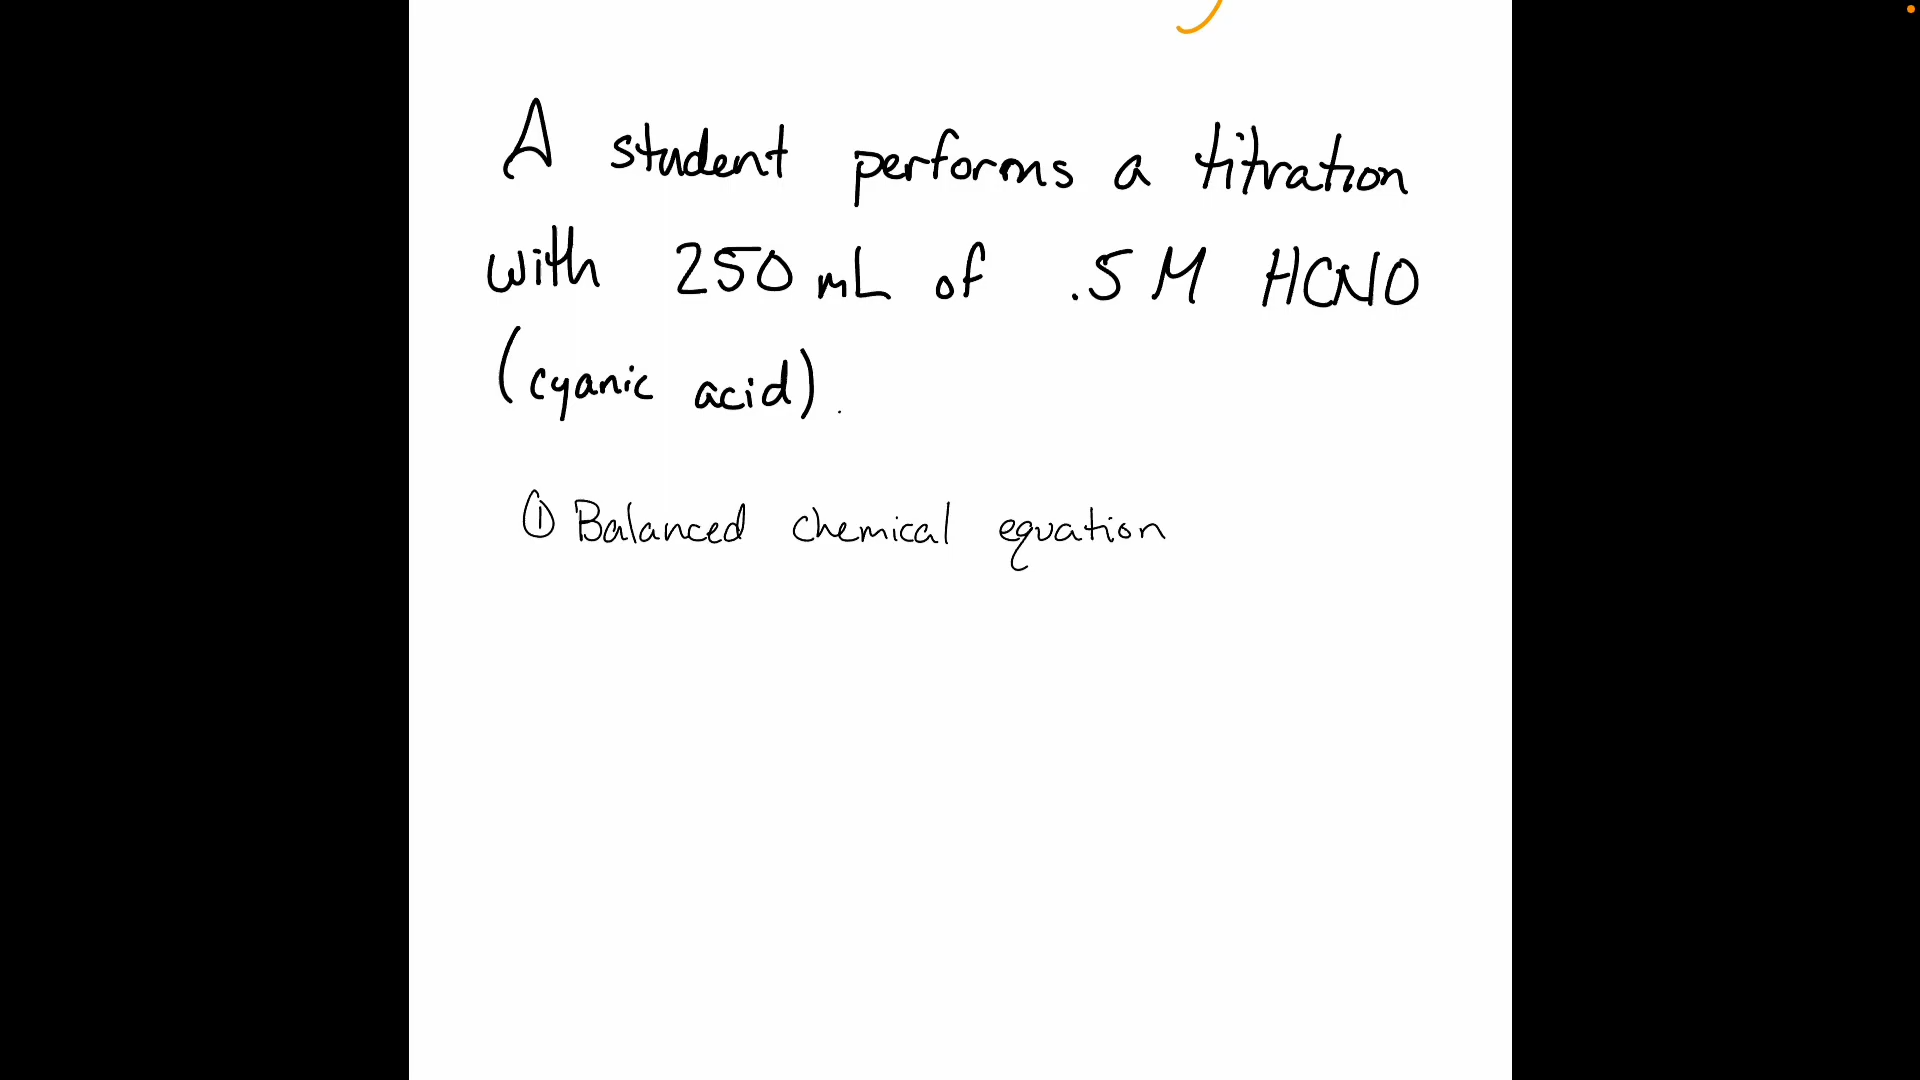 A student performs a titration
with 250 mL of .5 M HCNO
(cyanic acid).
① Balanced chemical equation